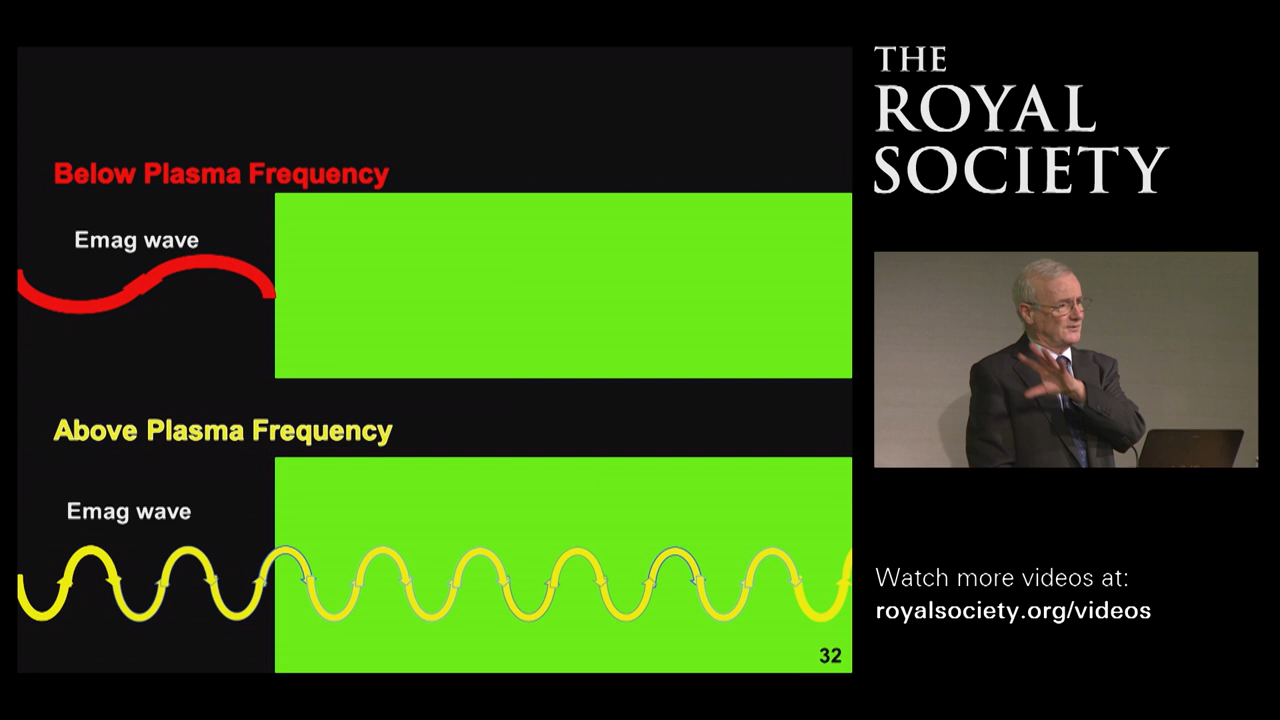 Below Plasma Frequency
Emag wave
Above Plasma Frequency
Emag wave
32
THE
ROYAL
SOCIETY
Watch more videos at:
royalsociety.org/videos